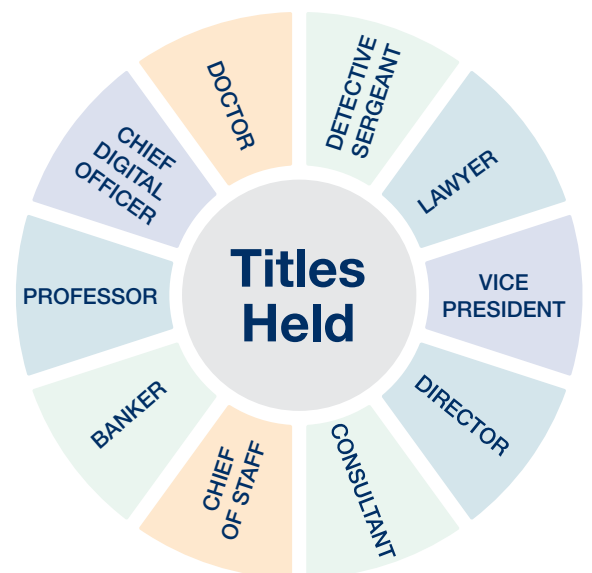 Titles
Held
DOCTOR
DETECTIVE
SERGEANT
LAWYER
VICE
PRESIDENT
DIRECTOR
CONSULTANT
CHIEF
OF STAFF
BANKER
PROFESSOR
CHIEF
DIGITAL
OFFICER